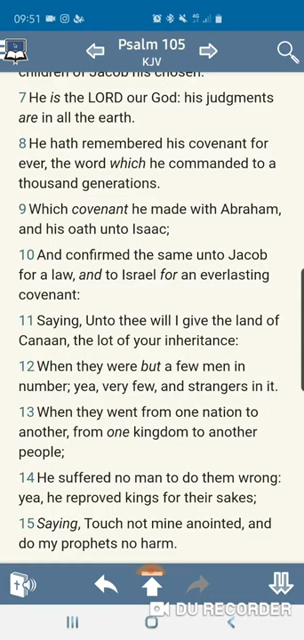 09:51
Psalm 105
KJV
children of Jacob his chosen.
7 He is the LORD our God: his judgments
are in all the earth.
8 He hath remembered his covenant for
ever, the word which he commanded to a
thousand generations.
9 Which covenant he made with Abraham,
and his oath unto Isaac;
10 And confirmed the same unto Jacob
for a law, and to Israel for an everlasting
covenant:
11 Saying, Unto thee will I give the land of
Canaan, the lot of your inheritance:
12 When they were but a few men in
number; yea, very few, and strangers in it.
13 When they went from one nation to
another, from one kingdom to another
people;
14 He suffered no man to do them wrong:
yea, he reproved kings for their sakes;
15 Saying, Touch not mine anointed, and
do my prophets no harm.
DU RECORDER